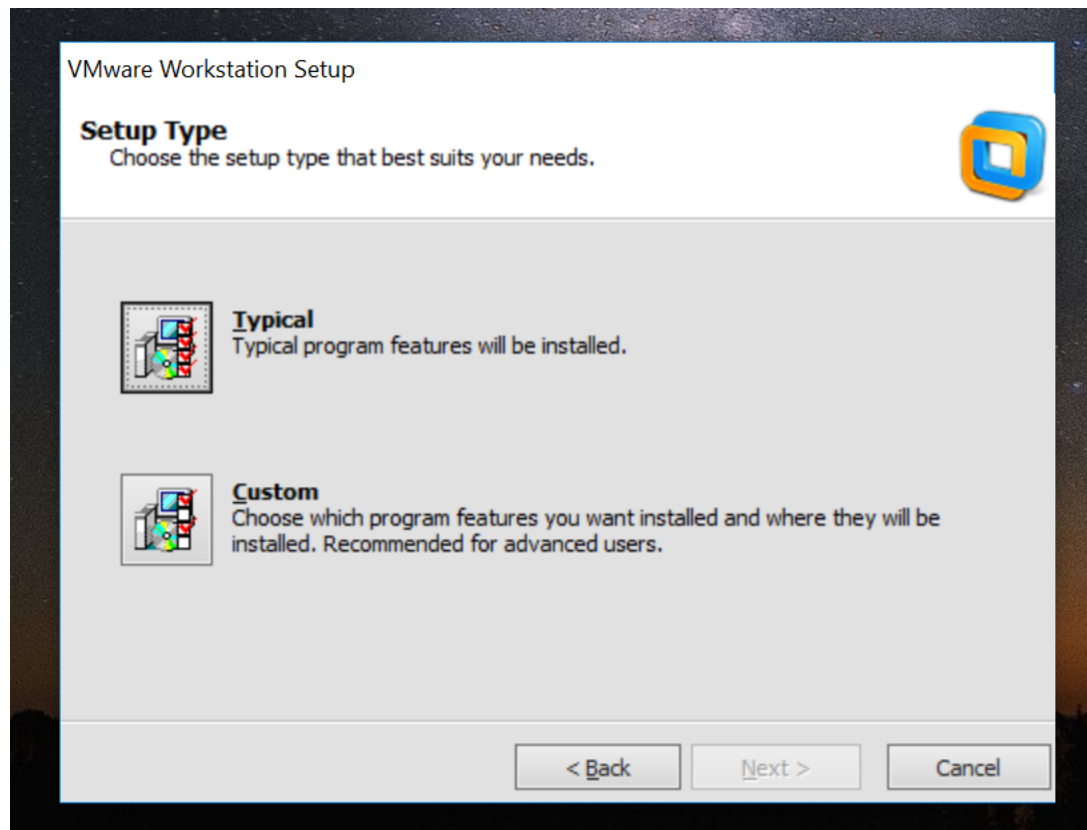 VMware Workstation Setup
Setup Type
Choose the setup type that best suits your needs.
Typical
Typical program features will be installed.
Custom
Choose which program features you want installed and where they will be
installed. Recommended for advanced users.
< Back Next > Cancel